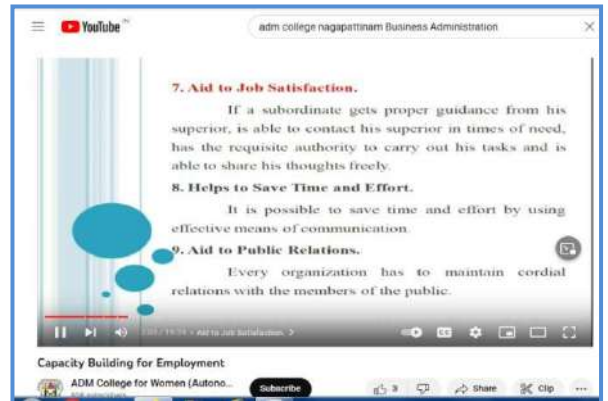 YouTube
adm college nagapattinam Business Administration
7. Aid to Job Satisfaction.
If a subordinate gets proper guidance from his
superior, is able to contact his superior in times of need,
has the requisite authority to carry out his tasks and is
able to share his thoughts freely.
8. Helps to Save Time and Effort.
It is possible to save time and effort by using
effective means of communication.
9. Aid to Public Relations.
Every organization has to maintain cordial
relations with the members of the public.
Aid to Job Satisfaction.
Capacity Building for Employment
ADM College for Women (Autono...
Subscribe
3
Share
Clip